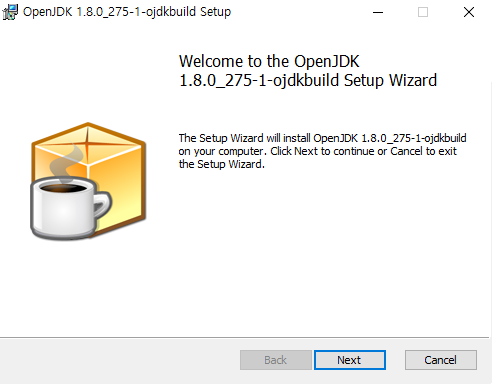 OpenJDK 1.8.0_275-1-ojdkbuild Setup
Welcome to the OpenJDK
1.8.0_275-1-ojdkbuild Setup Wizard
The Setup Wizard will install OpenJDK 1.8.0_275-1-ojdkbuild
on your computer. Click Next to continue or Cancel to exit
the Setup Wizard.
Back
Next
Cancel